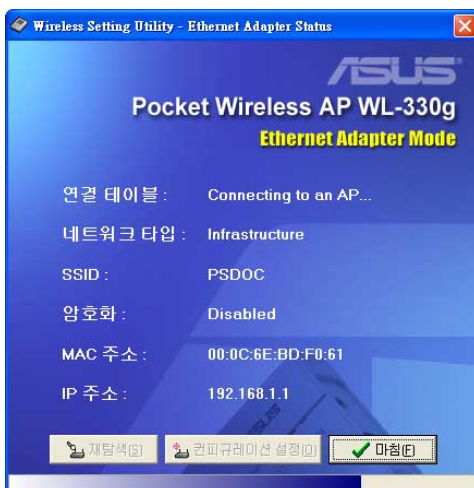 Wireless Setting Utility - Ethernet Adapter Status
ASUS
Pocket Wireless AP WL-330g
Ethernet Adapter Mode
연결 테이블 : Connecting to an AP...
네트워크 타입 : Infrastructure
SSID : PSDOC
암호화 : Disabled
MAC 주소 : 00:0C:6E:BD:F0:61
IP 주소 : 192.168.1.1
재탐색(S) 컨피규레이션 설정(O) 마침(F)